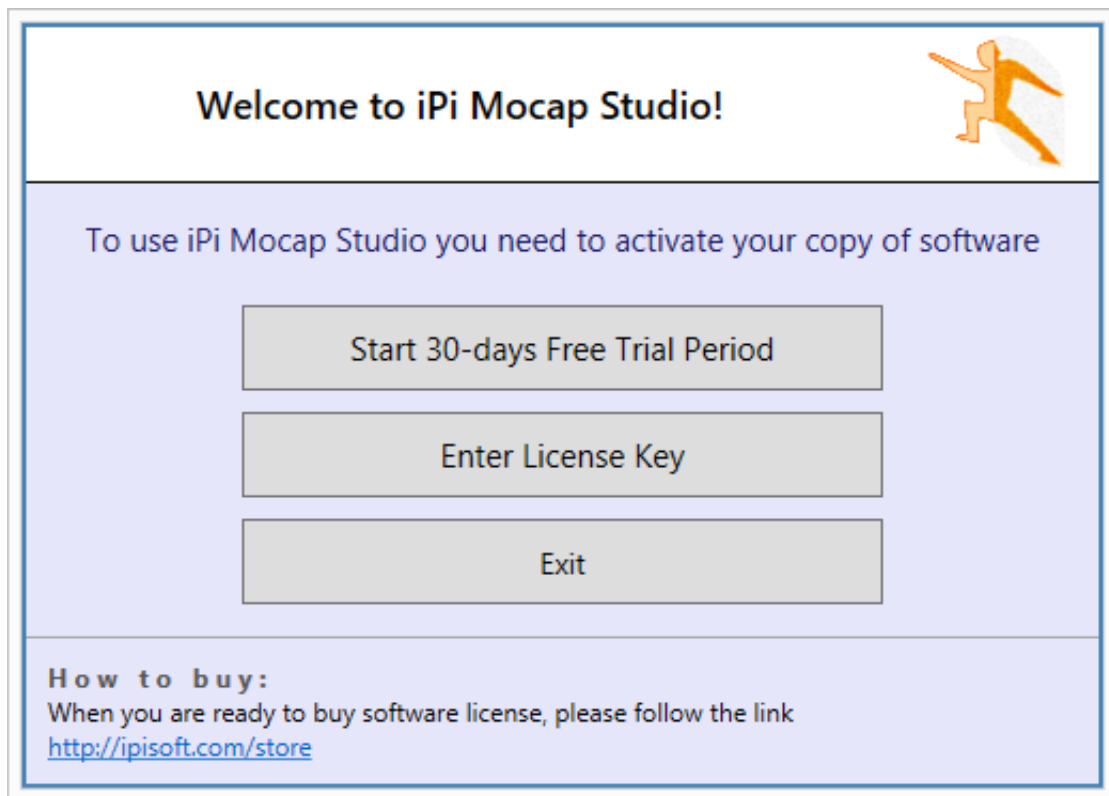 Welcome to iPi Mocap Studio!
To use iPi Mocap Studio you need to activate your copy of software
Start 30-days Free Trial Period
Enter License Key
Exit
How to buy:
When you are ready to buy software license, please follow the link
http://ipisoft.com/store